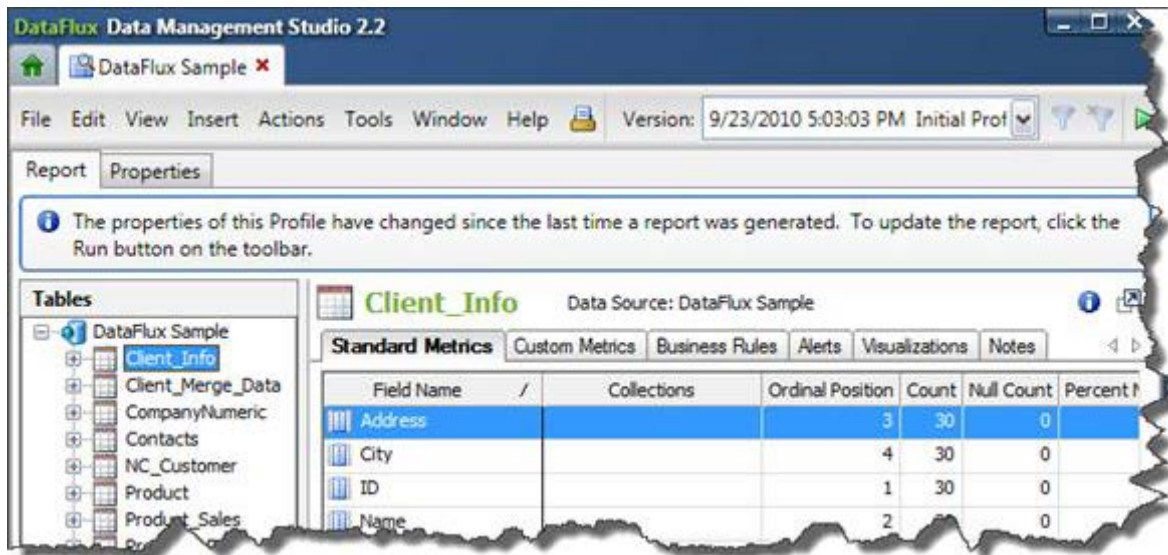 DataFlux Data Management Studio 2.2
DataFlux Sample
File Edit View Insert Actions Tools Window Help Version: 9/23/2010 5:03:03 PM Initial Prof
Report Properties
The properties of this Profile have changed since the last time a report was generated. To update the report, click the
Run button on the toolbar.
Tables
DataFlux Sample
Client_Info
Client_Merge_Data
CompanyNumeric
Contacts
NC_Customer
Product
Product_Sales
Client_Info Data Source: DataFlux Sample
Standard Metrics Custom Metrics Business Rules Alerts Visualizations Notes
Field Name / Collections Ordinal Position Count Null Count Percent
Address 3 30 0
City 4 30 0
ID 1 30 0
Name 2 0